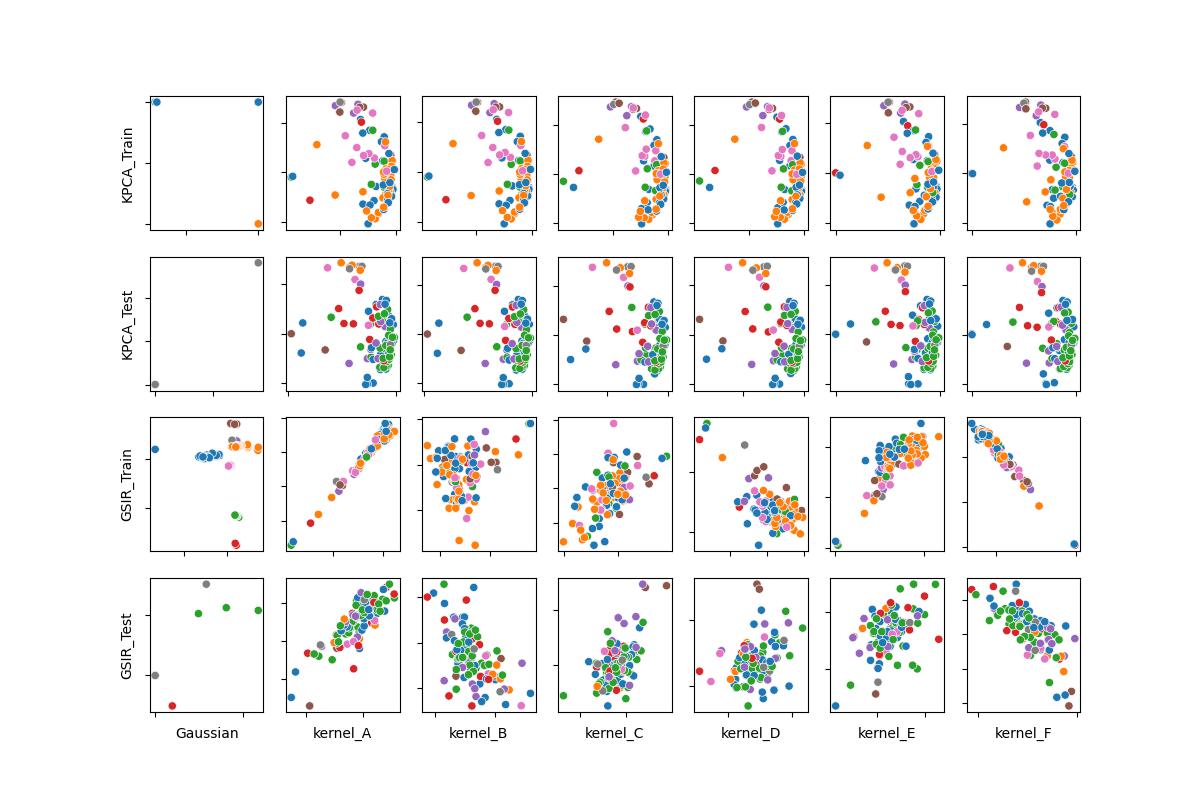 KPCA_Train
KPCA_Test
GSIR_Train
GSIR_Test
Gaussian
kernel_A
kernel_B
kernel_C
kernel_D
kernel_E
kernel_F